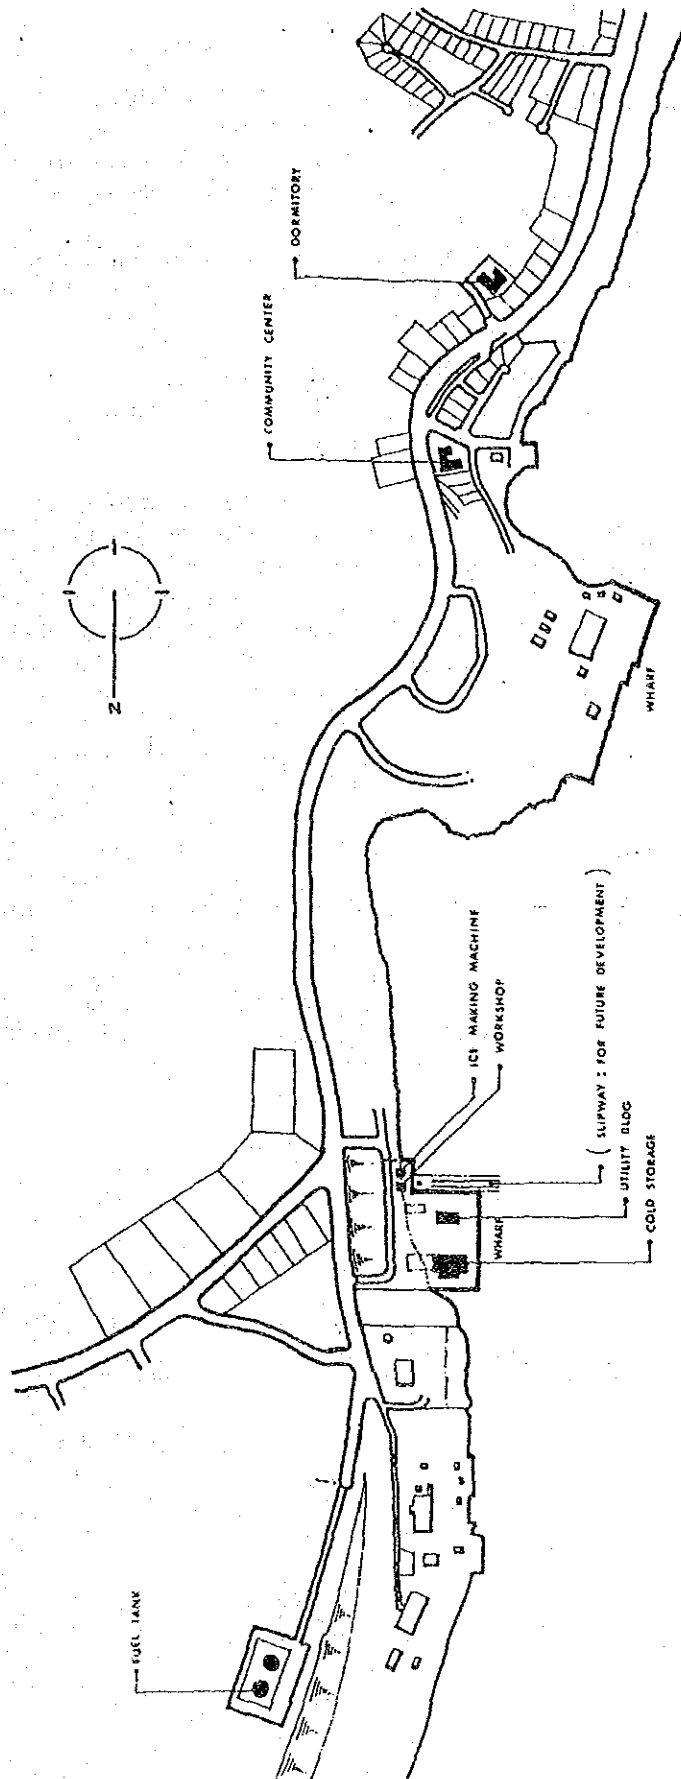 DORMITORY
COMMUNITY CENTER
N
WHARF
ICE MAKING MACHINE
WORKSHOP
( SLIPWAY : FOR FUTURE DEVELOPMENT )
UTILITY BLDG
COLD STORAGE
WHARF
FUEL TANK